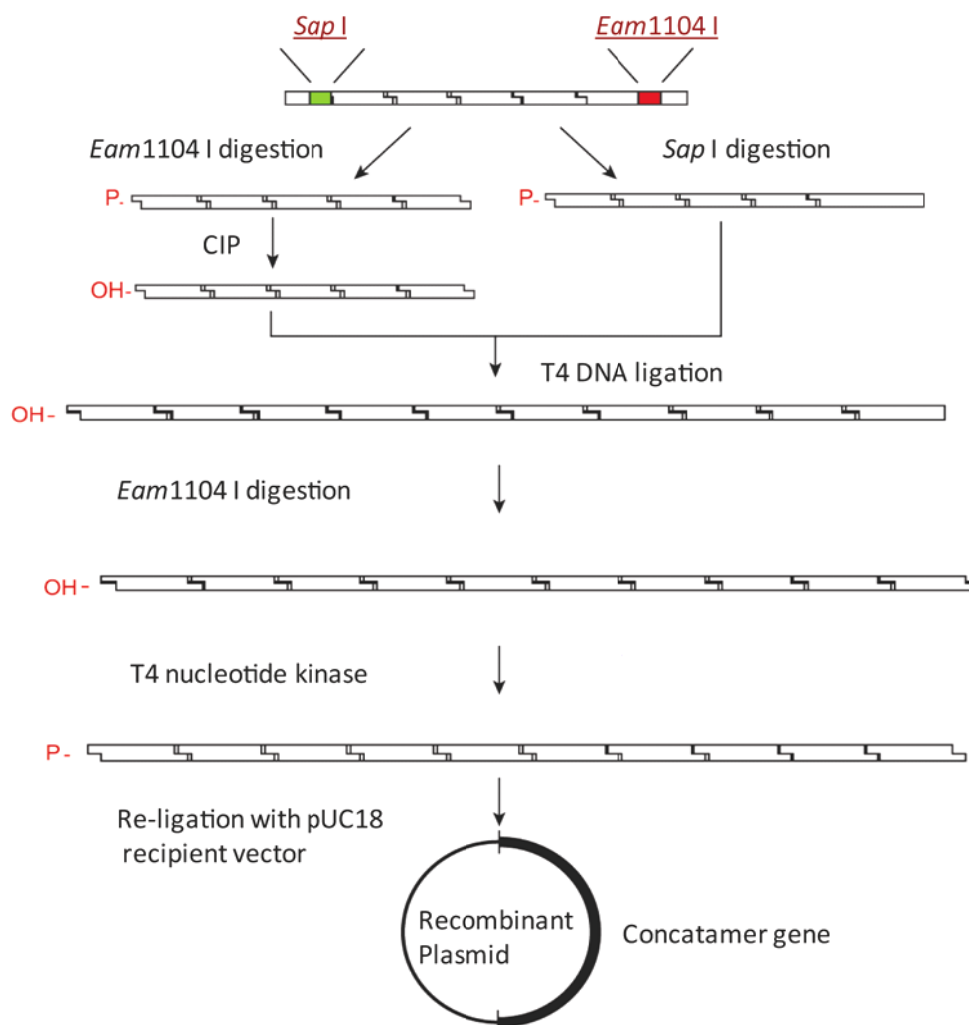 Sap I
Eam1104 I
Eam1104 I digestion
Sap I digestion
P-
P-
CIP
OH-
T4 DNA ligation
OH-
Eam1104 I digestion
OH-
T4 nucleotide kinase
P-
Re-ligation with pUC18
recipient vector
Recombinant
Plasmid
Concatamer gene